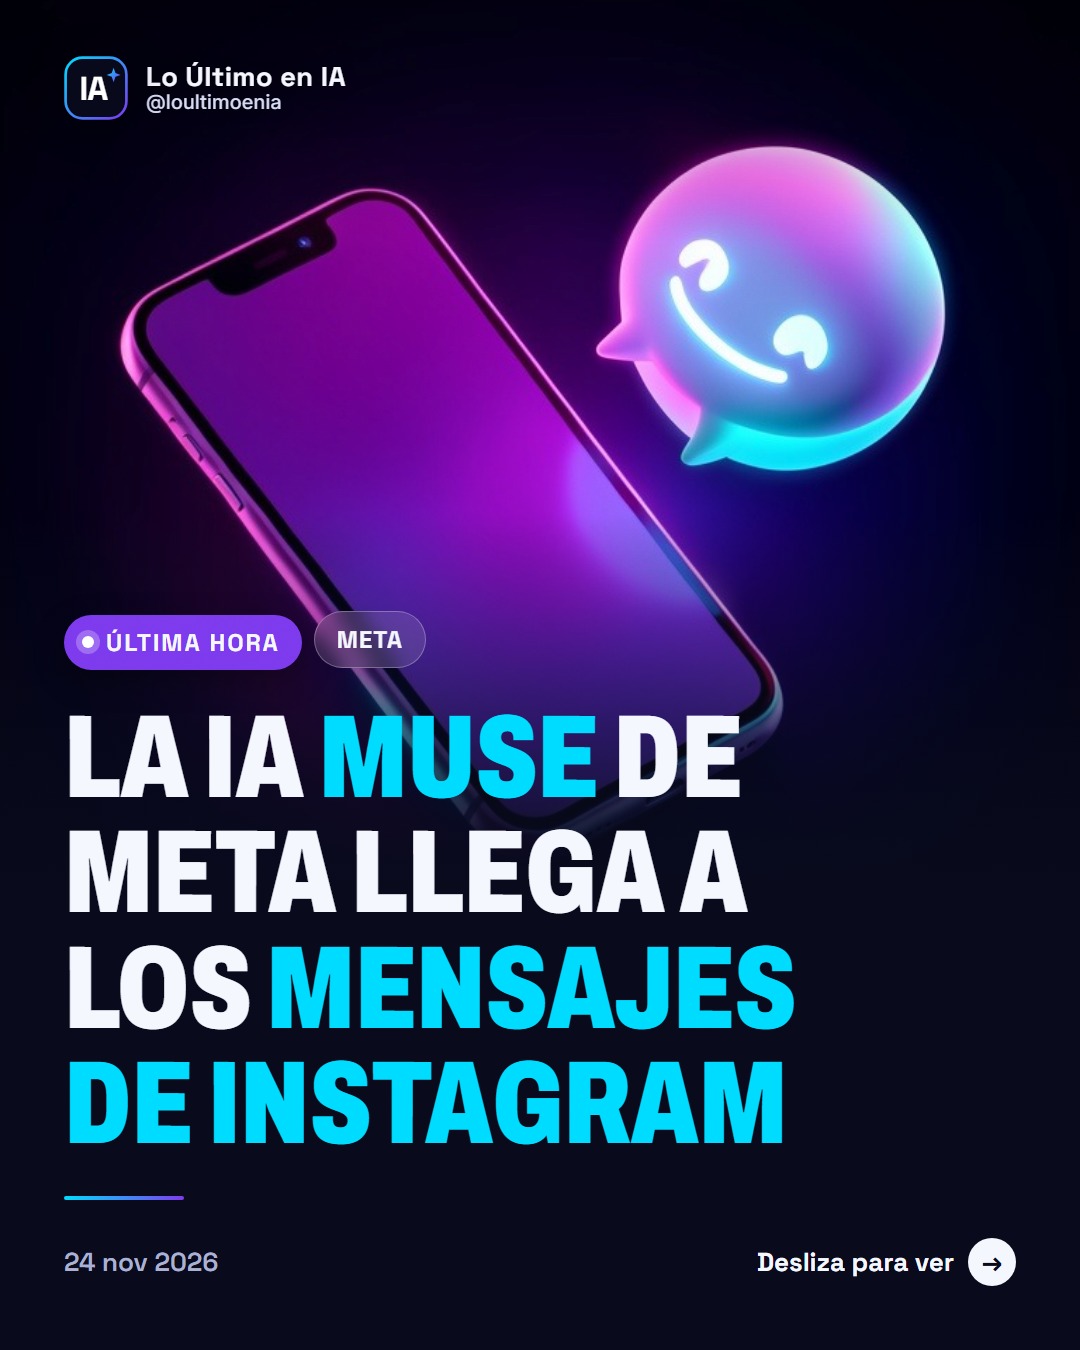 IA
Lo Último en IA
@loultimoenia
ÚLTIMA HORA
META
LA IA MUSE DE
META LLEGA A
LOS MENSAJES
DE INSTAGRAM
24 nov 2026
Desliza para ver →